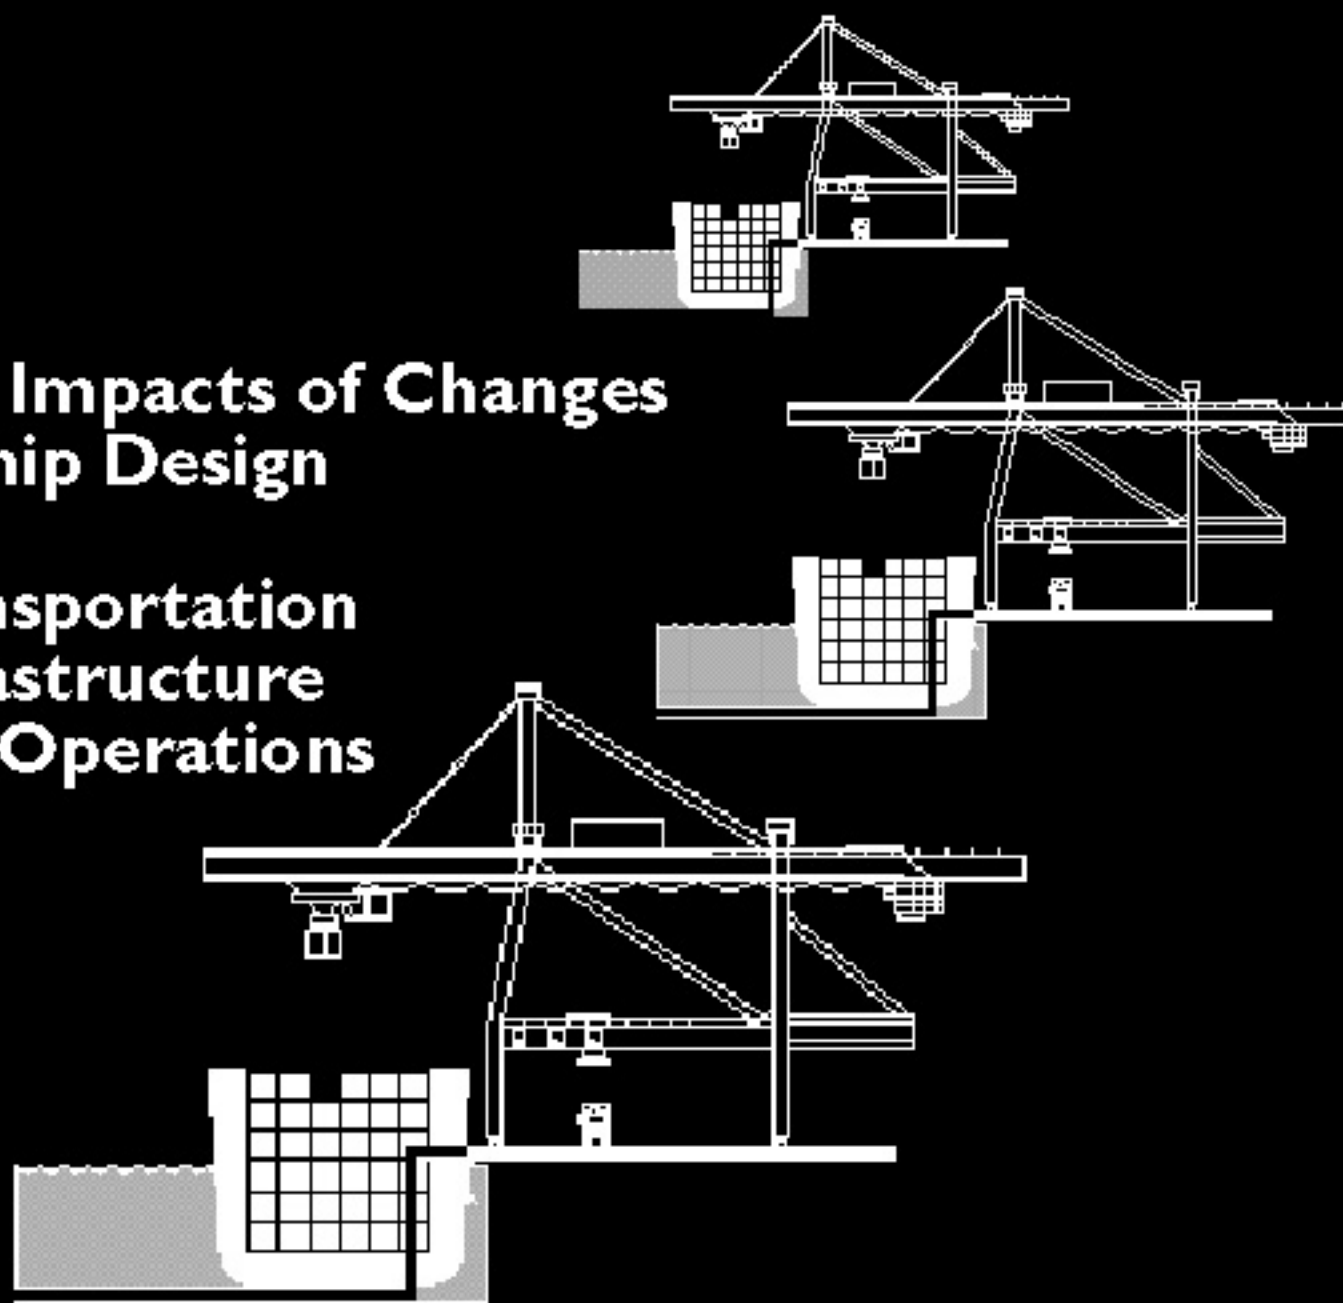 Impacts of Changes
hip Design
nsportation
astructure
Operations